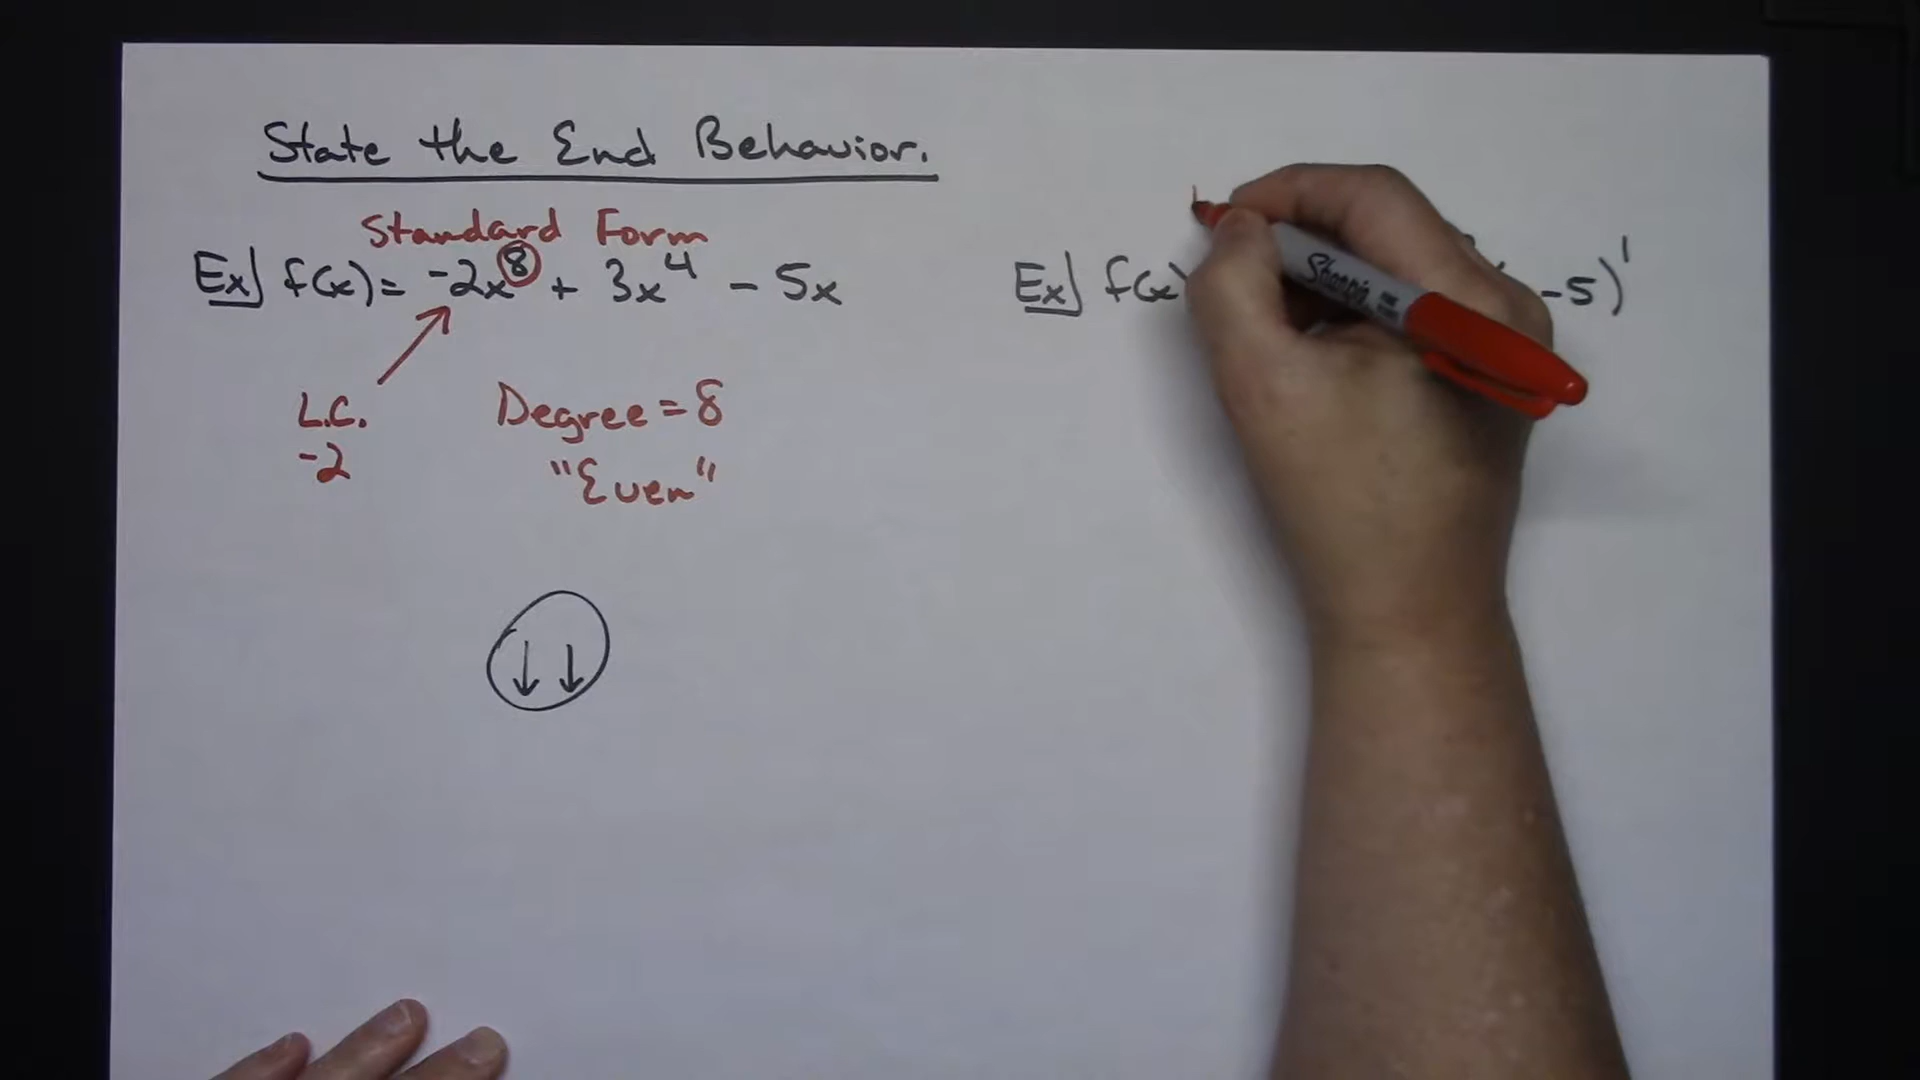 State the End Behavior.
Standard Form
Ex] f(x) = -2x⁸ + 3x⁴ - 5x
L.C.
-2
Degree = 8
"Even"
↓↓
Ex] f(x)
-5)¹
Sharpie